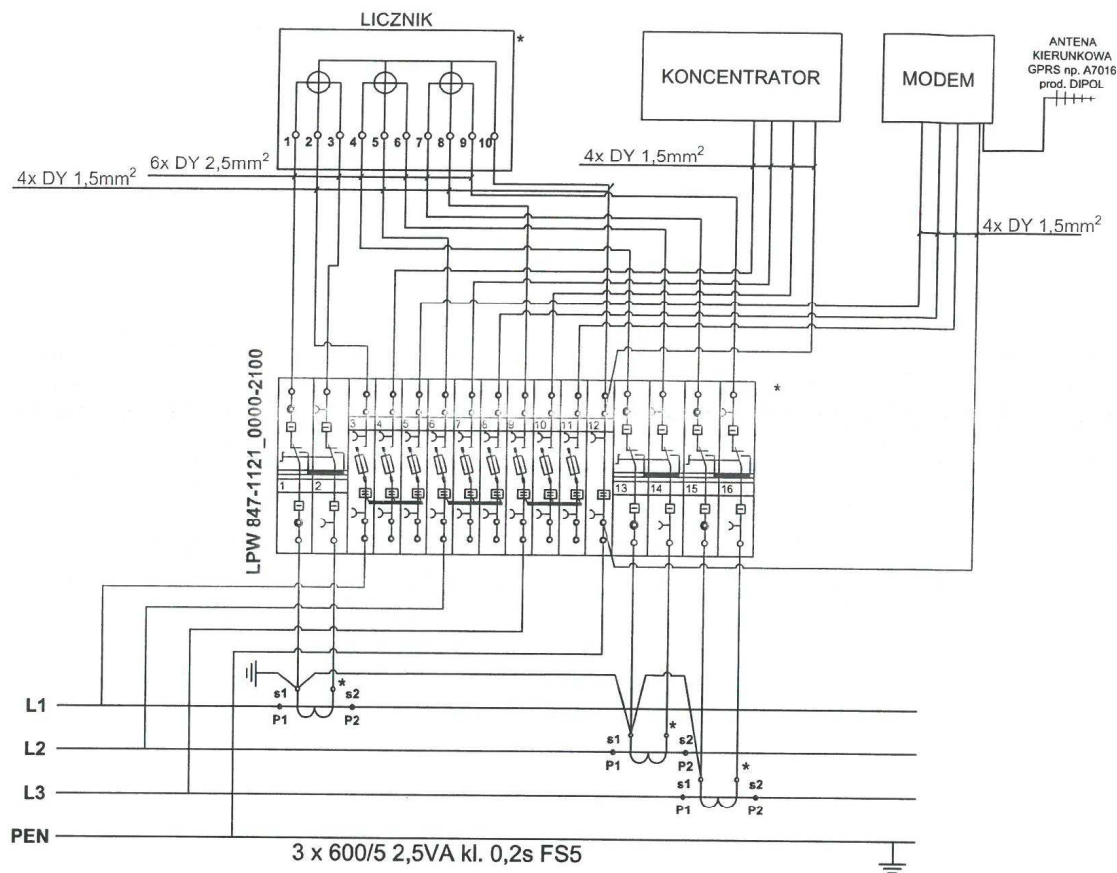 LICZNIK
*
1 2 3 4 5 6 7 8 9 10
KONCENTRATOR
MODEM
ANTENA
KIERUNKOWA
GPRS np. A7016
prod. DIPOL
6x DY 2,5mm²
4x DY 1,5mm²
4x DY 1,5mm²
4x DY 1,5mm²
LPW 847-1121_0000-2100
*
3 4 5 6 7 8 9 10 11 12
1 2
13 14 15 16
s1 * s2
L1
P1 P2
s1 * s2
L2
P1 P2
s1 * s2
L3
P1 P2
PEN
3 x 600/5 2,5VA kl. 0,2s FS5